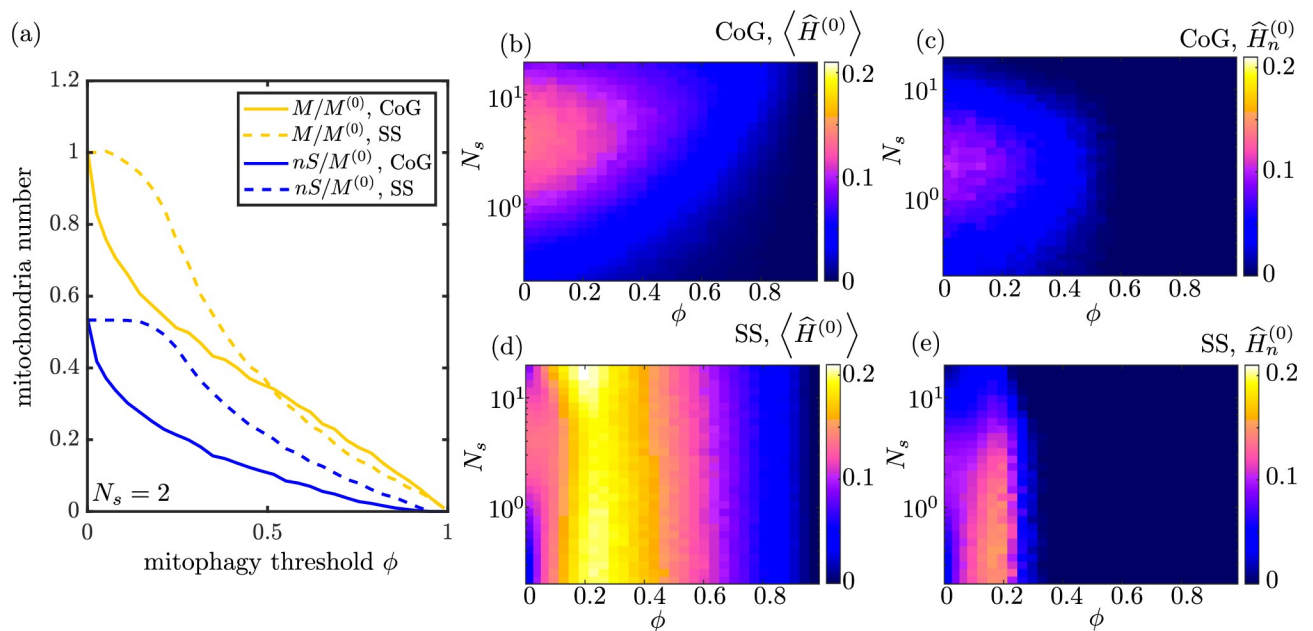 (a)
1.2
1
0.8
0.6
0.4
0.2
0
0
0.5
1
mitochondria number
mitophagy threshold ϕ
N_s = 2
M/M^{(0)}, CoG
M/M^{(0)}, SS
nS/M^{(0)}, CoG
nS/M^{(0)}, SS
(b)
CoG, ⟨Ĥ^{(0)}⟩
10^1
10^0
N_s
0 0.2 0.4 0.6 0.8
ϕ
0.2
0.1
0
(c)
CoG, Ĥ_n^{(0)}
10^1
10^0
N_s
0 0.2 0.4 0.6 0.8
ϕ
0.2
0.1
0
(d)
SS, ⟨Ĥ^{(0)}⟩
10^1
10^0
N_s
0 0.2 0.4 0.6 0.8
ϕ
0.2
0.1
0
(e)
SS, Ĥ_n^{(0)}
10^1
10^0
N_s
0 0.2 0.4 0.6 0.8
ϕ
0.2
0.1
0